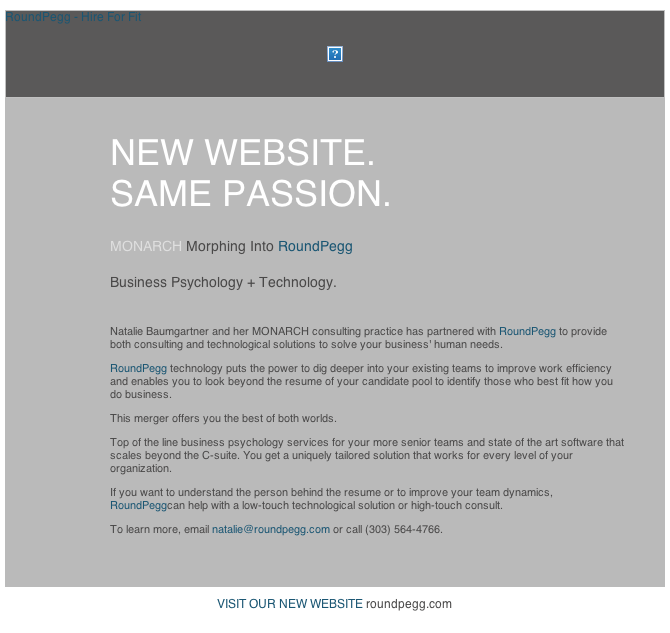 RoundPegg - Hire For Fit
?
NEW WEBSITE.
SAME PASSION.
MONARCH Morphing Into RoundPegg
Business Psychology + Technology.
Natalie Baumgartner and her MONARCH consulting practice has partnered with RoundPegg to provide
both consulting and technological solutions to solve your business' human needs.
RoundPegg technology puts the power to dig deeper into your existing teams to improve work efficiency
and enables you to look beyond the resume of your candidate pool to identify those who best fit how you
do business.
This merger offers you the best of both worlds.
Top of the line business psychology services for your more senior teams and state of the art software that
scales beyond the C-suite. You get a uniquely tailored solution that works for every level of your
organization.
If you want to understand the person behind the resume or to improve your team dynamics,
RoundPeggcan help with a low-touch technological solution or high-touch consult.
To learn more, email natalie@roundpegg.com or call (303) 564-4766.
VISIT OUR NEW WEBSITE roundpegg.com